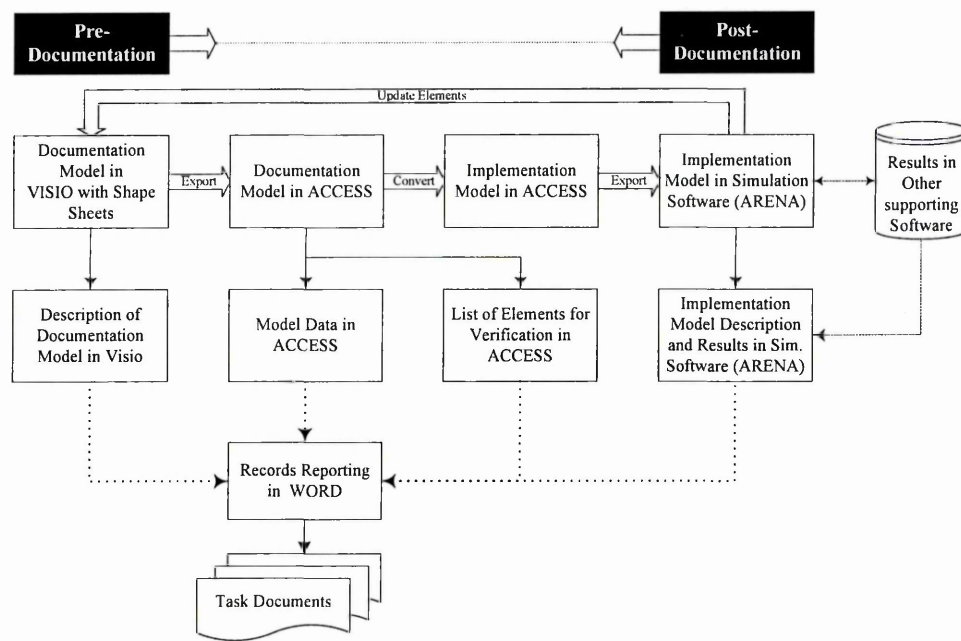 Pre-
Documentation
Post-
Documentation
Update Elements
Documentation
Model in
VISIO with Shape
Sheets
Export
Documentation
Model in ACCESS
Convert
Implementation
Model in ACCESS
Export
Implementation
Model in Simulation
Software (ARENA)
Results in
Other
supporting
Software
Description of
Documentation
Model in Visio
Model Data in
ACCESS
List of Elements for
Verification in
ACCESS
Implementation
Model Description
and Results in Sim.
Software (ARENA)
Records Reporting
in WORD
Task Documents